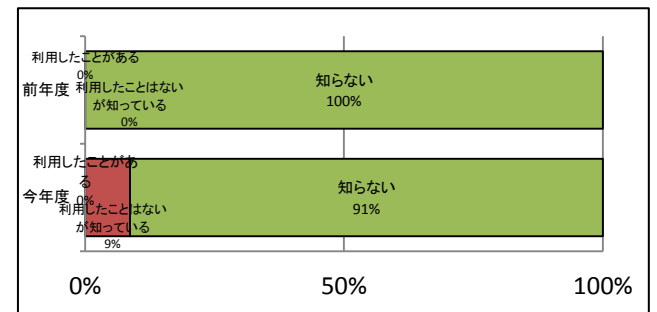 利用したことがある
0%
前年度
利用したことはない
が知っている
0%
知らない
100%
利用したことがあ
る
0%
今年度
利用したことはない
が知っている
9%
知らない
91%
0%
50%
100%